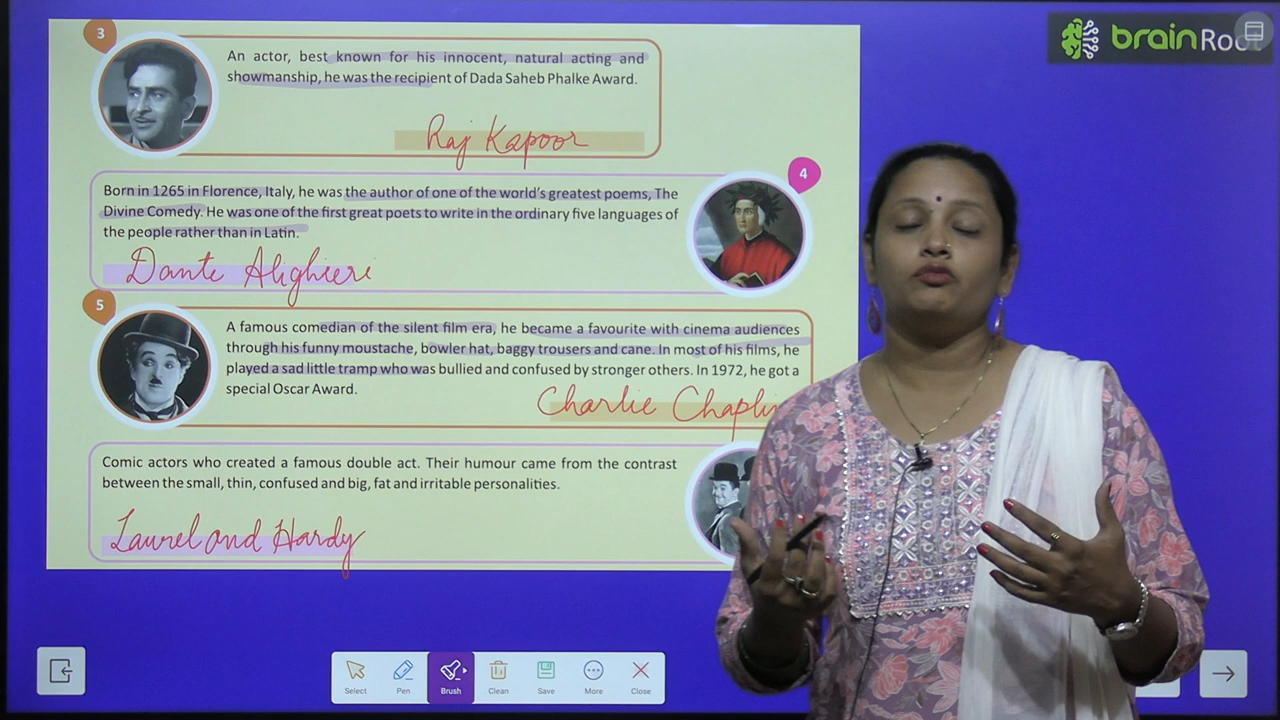 3
An actor, best known for his innocent, natural acting and
showmanship, he was the recipient of Dada Saheb Phalke Award.
Raj Kapoor
4
Born in 1265 in Florence, Italy, he was the author of one of the world's greatest poems, The
Divine Comedy. He was one of the first great poets to write in the ordinary five languages of
the people rather than in Latin.
Dante Alighieri
5
A famous comedian of the silent film era, he became a favourite with cinema audiences
through his funny moustache, bowler hat, baggy trousers and cane. In most of his films, he
played a sad little tramp who was bullied and confused by stronger others. In 1972, he got a
special Oscar Award.
Charlie Chaplin
Comic actors who created a famous double act. Their humour came from the contrast
between the small, thin, confused and big, fat and irritable personalities.
Laurel and Hardy
brainRoot
Select Pen Brush Clean Save More Close